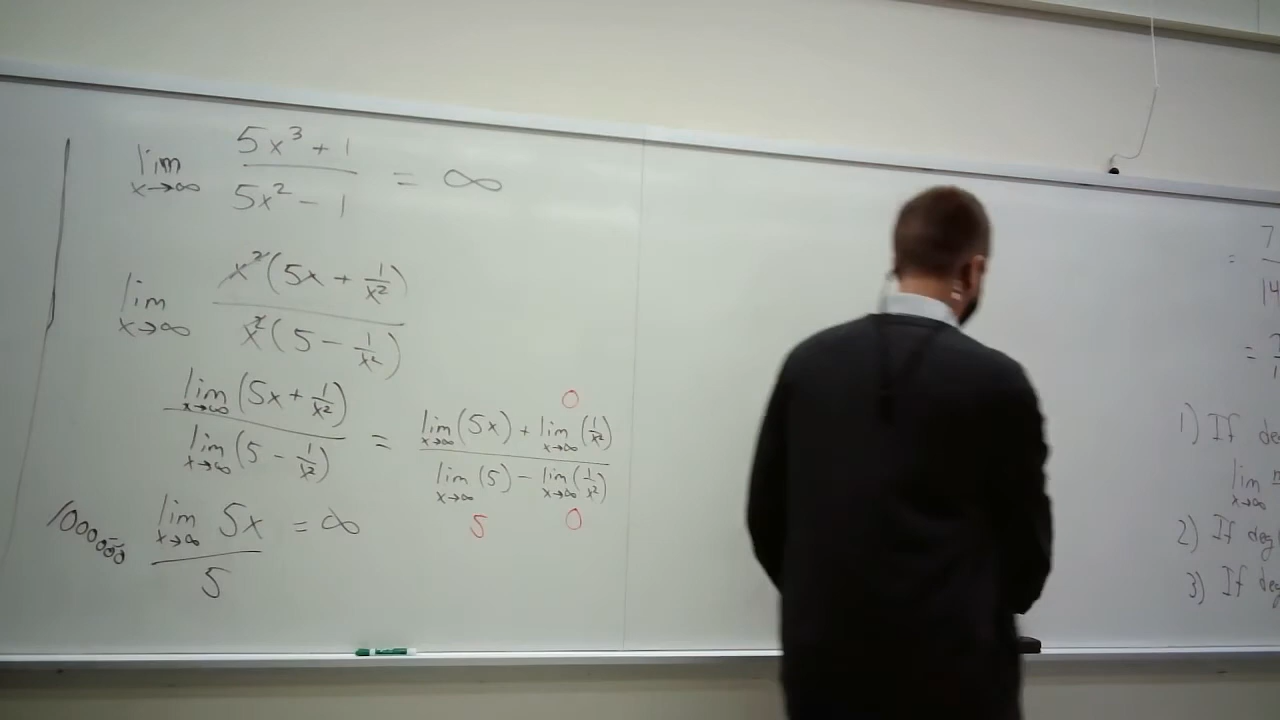 lim x→∞ (5x³ + 1)/(5x² − 1) = ∞
lim x→∞ x²(5x + 1/x²)/x²(5 − 1/x²)
lim x→∞ (5x + 1/x²)/lim x→∞ (5 − 1/x²) = lim x→∞ (5x) + lim x→∞ (1/x²)/lim x→∞ (5) − lim x→∞ (1/x²)
0
5 0
lim x→∞ 5x/5 = ∞
= 7/14
=
1) If
lim x→∞
2) If deg
3) If deg